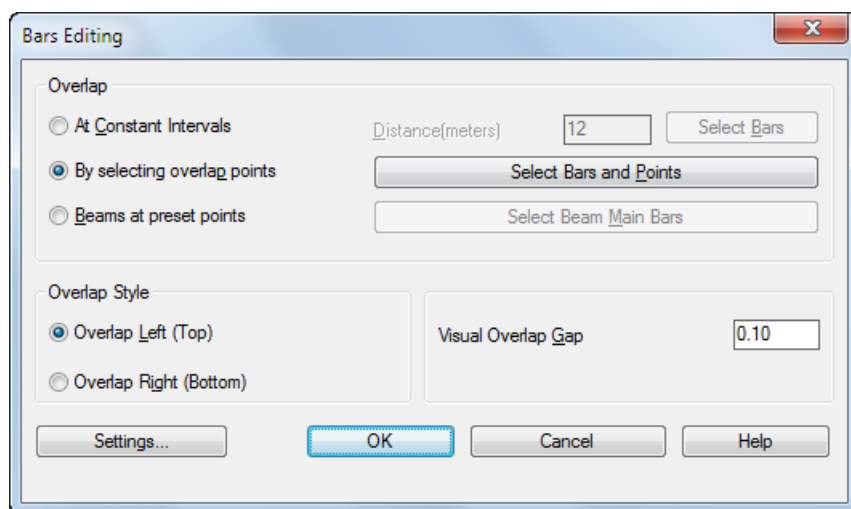 Bars Editing
Overlap
At Constant Intervals Distance(meters) 12 Select Bars
By selecting overlap points Select Bars and Points
Beams at preset points Select Beam Main Bars
Overlap Style
Overlap Left (Top) Visual Overlap Gap 0.10
Overlap Right (Bottom)
Settings... OK Cancel Help